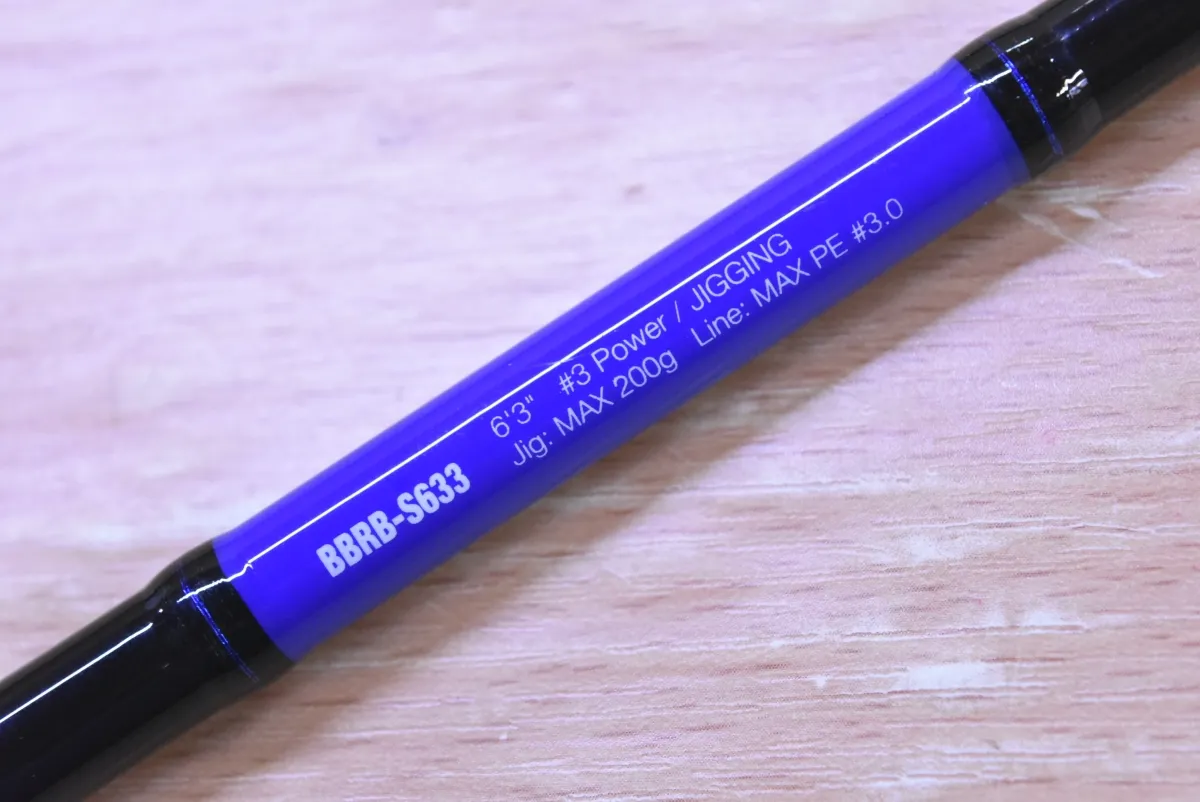 BBRB-S633
6'3" #3 Power / JIGGING
Jig: MAX 200g Line: MAX PE #3.0